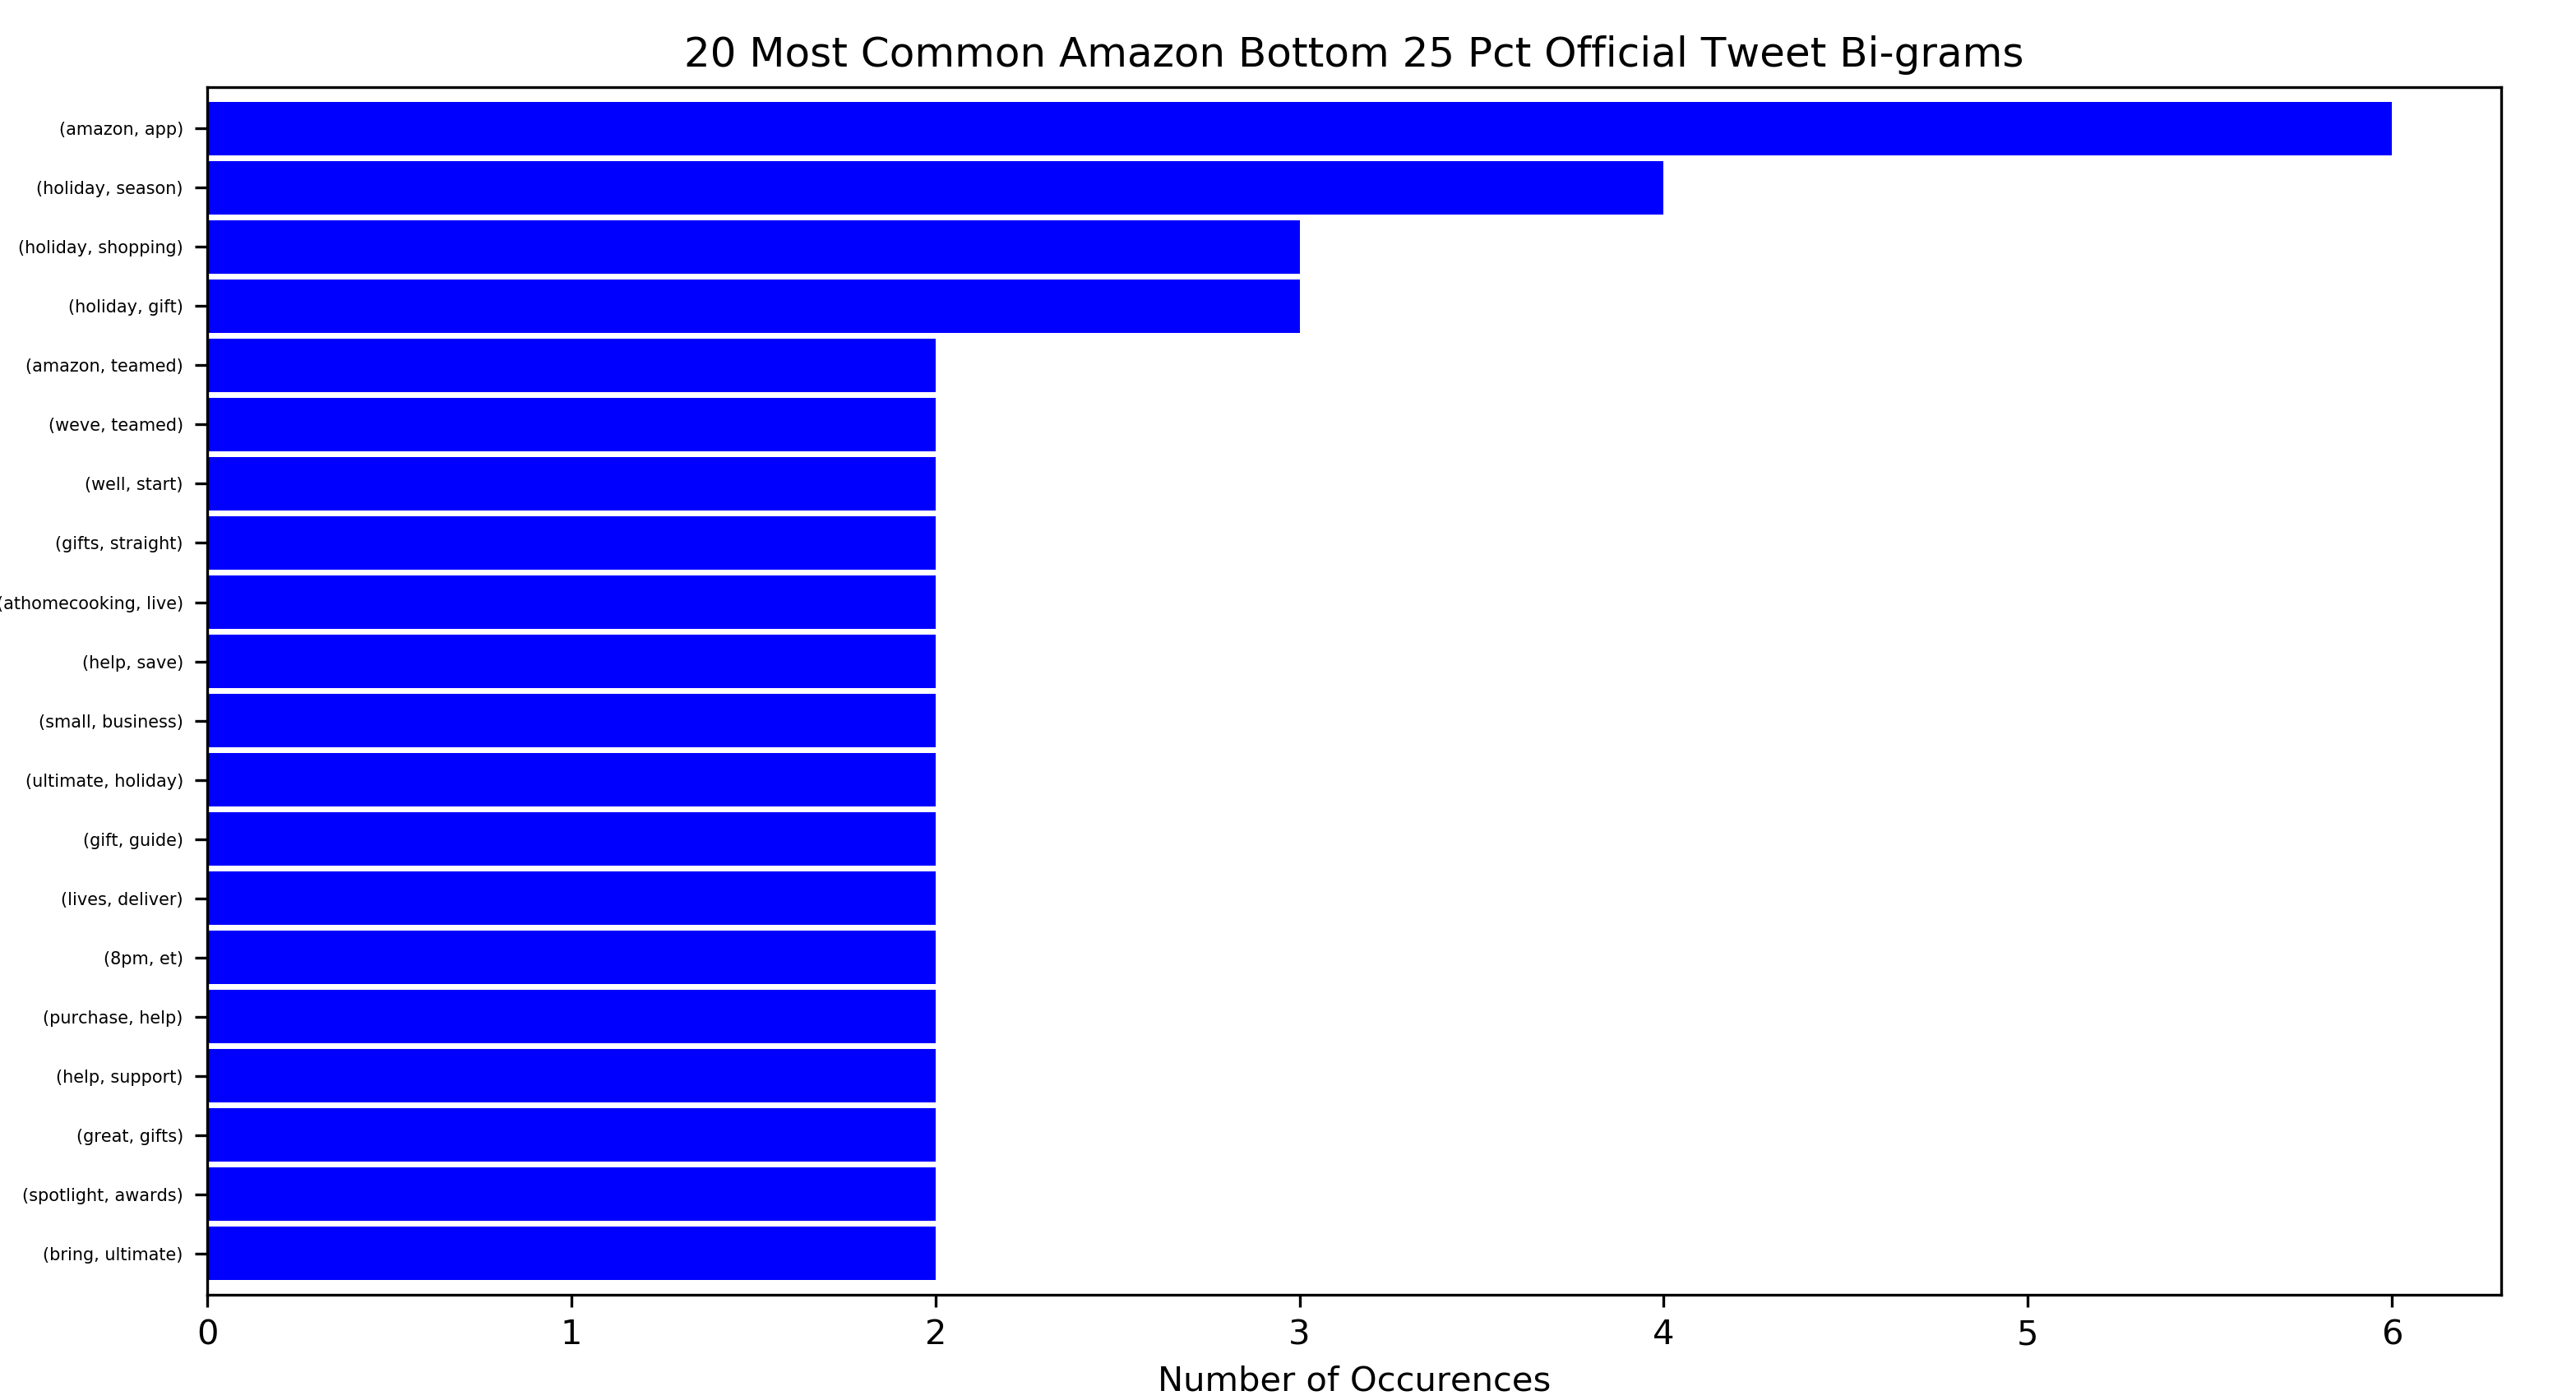 20 Most Common Amazon Bottom 25 Pct Official Tweet Bi-grams
(amazon, app)
(holiday, season)
(holiday, shopping)
(holiday, gift)
(amazon, teamed)
(weve, teamed)
(well, start)
(gifts, straight)
(athomecooking, live)
(help, save)
(small, business)
(ultimate, holiday)
(gift, guide)
(lives, deliver)
(8pm, et)
(purchase, help)
(help, support)
(great, gifts)
(spotlight, awards)
(bring, ultimate)
0 1 2 3 4 5 6
Number of Occurences